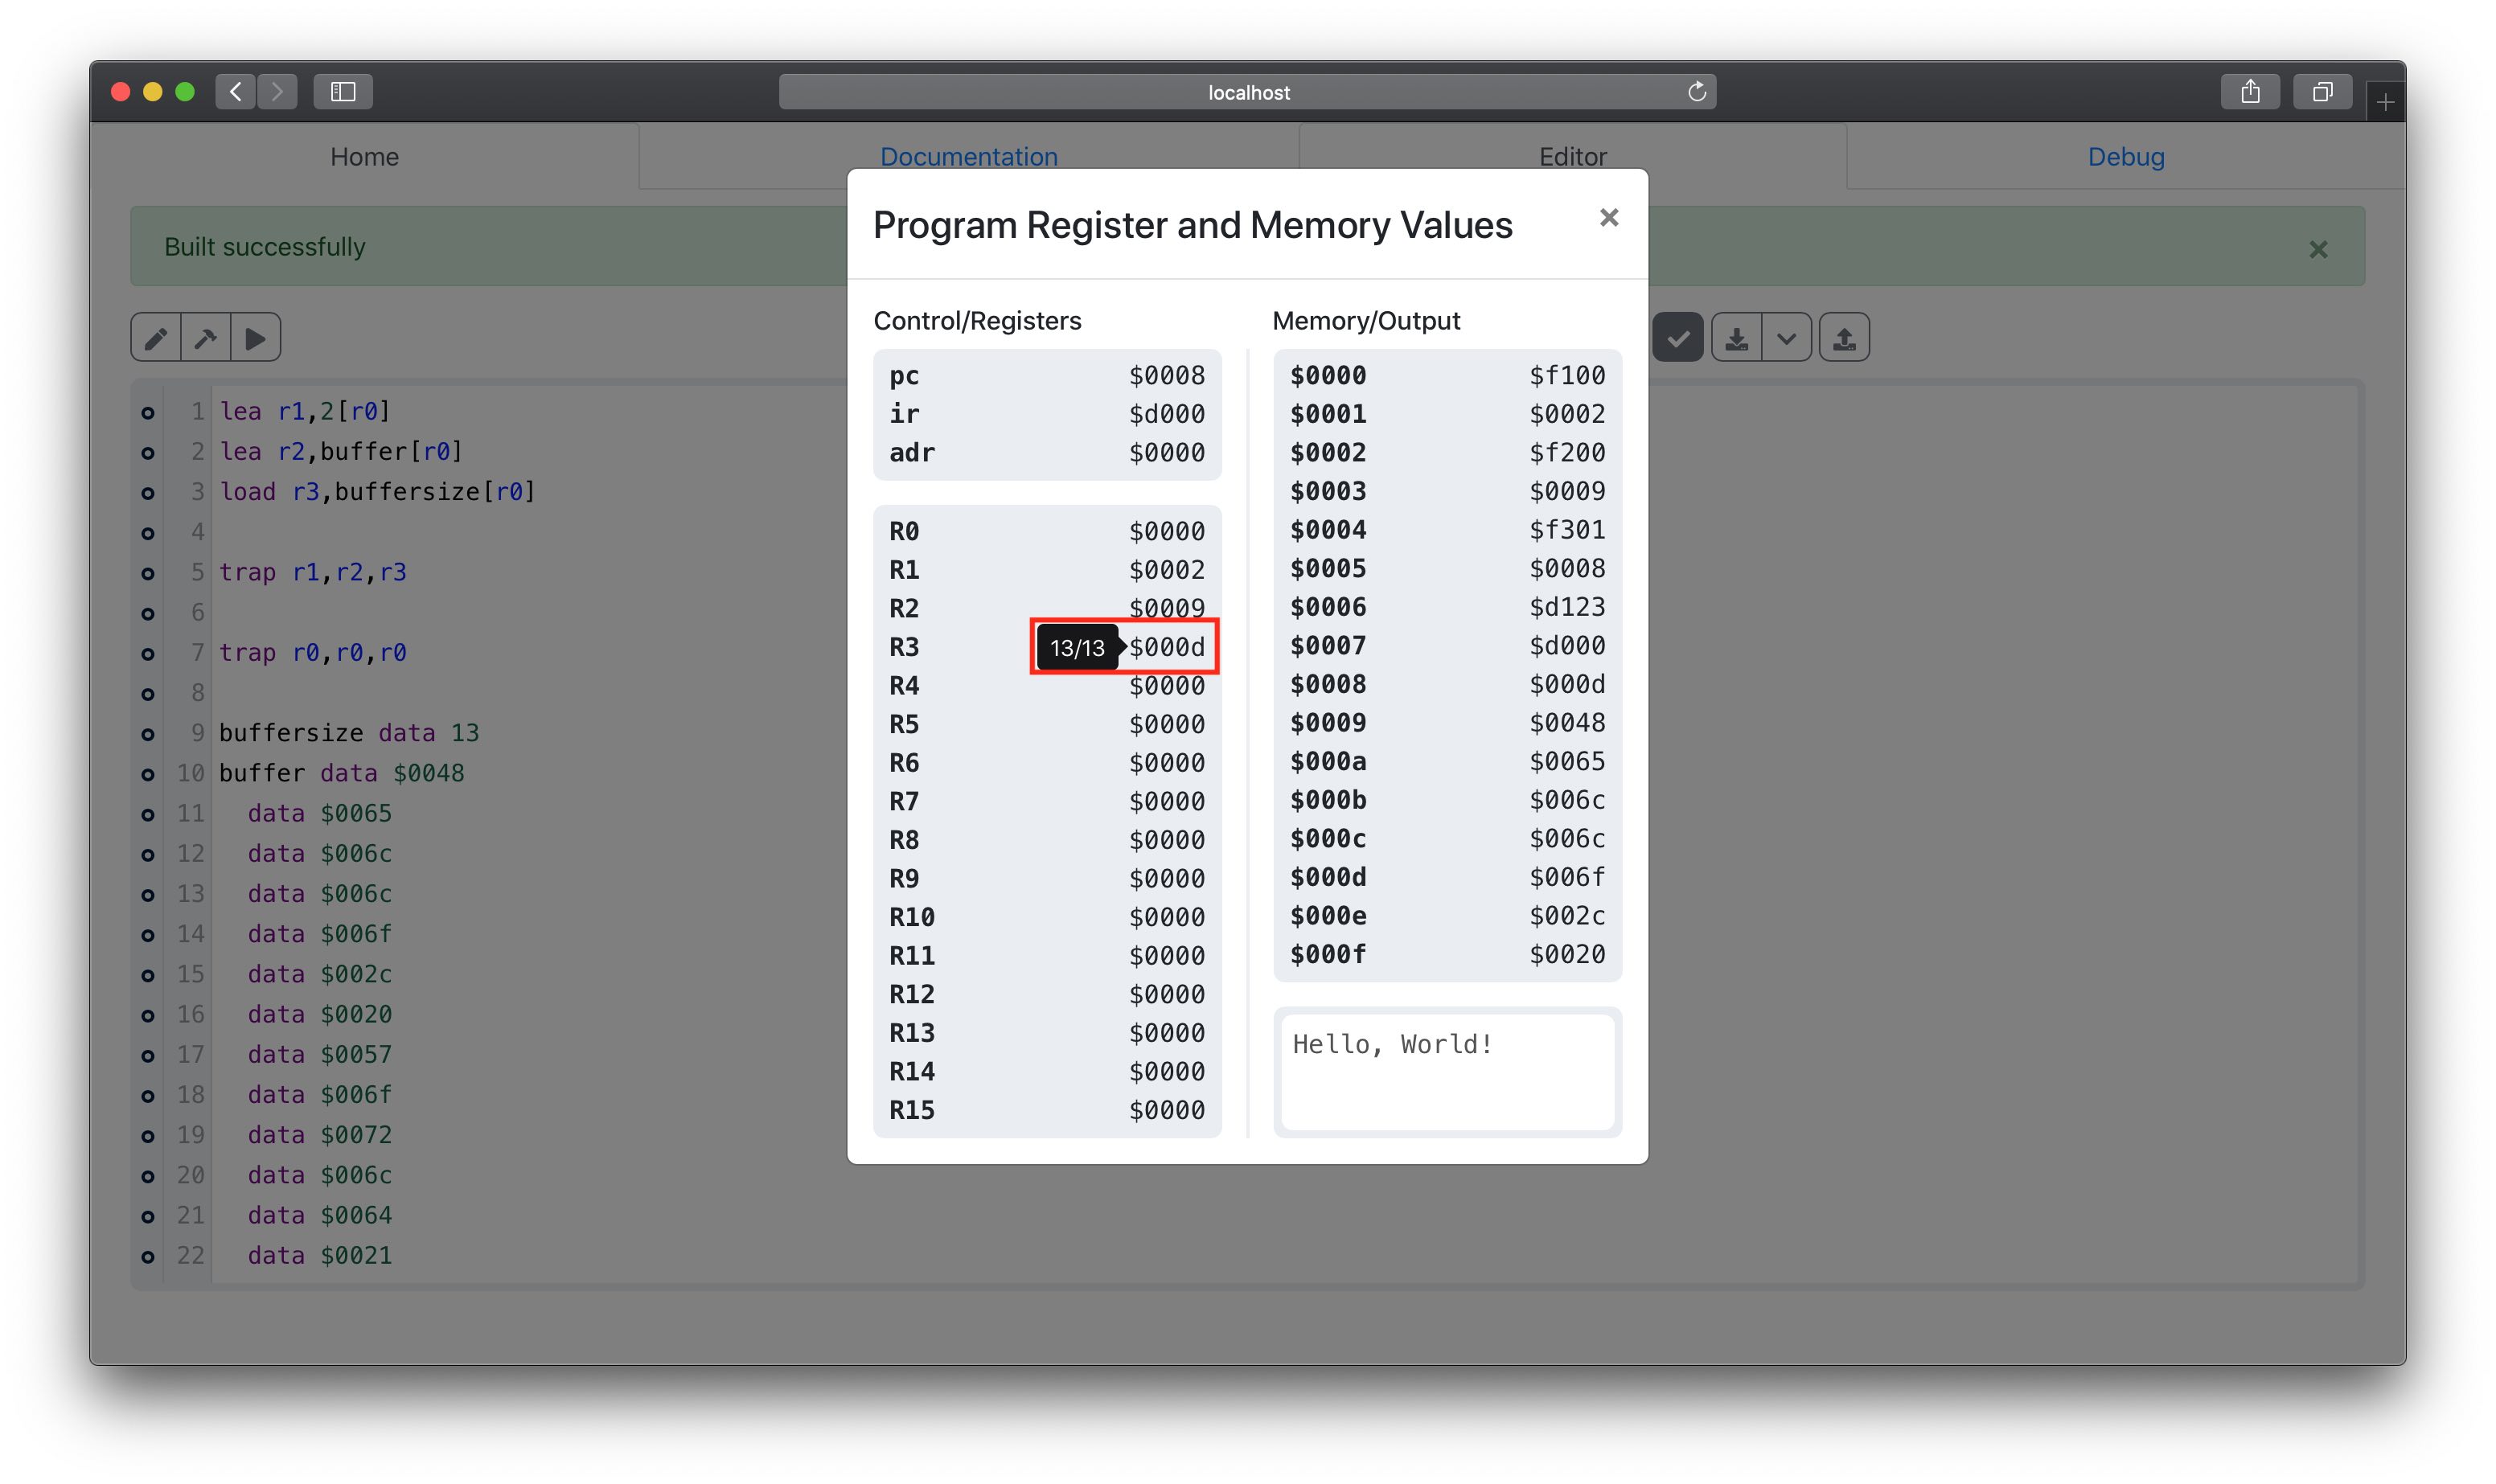 localhost
Home Documentation Editor Debug
Built successfully
1 lea r1,2[r0]
2 lea r2,buffer[r0]
3 load r3,buffersize[r0]
4
5 trap r1,r2,r3
6
7 trap r0,r0,r0
8
9 buffersize data 13
10 buffer data $0048
11 data $0065
12 data $006c
13 data $006c
14 data $006f
15 data $002c
16 data $0020
17 data $0057
18 data $006f
19 data $0072
20 data $006c
21 data $0064
22 data $0021
Program Register and Memory Values
Control/Registers
pc $0008
ir $d000
adr $0000
R0 $0000
R1 $0002
R2 $0009
R3 13/13 $000d
R4 $0000
R5 $0000
R6 $0000
R7 $0000
R8 $0000
R9 $0000
R10 $0000
R11 $0000
R12 $0000
R13 $0000
R14 $0000
R15 $0000
Memory/Output
$0000 $f100
$0001 $0002
$0002 $f200
$0003 $0009
$0004 $f301
$0005 $0008
$0006 $d123
$0007 $d000
$0008 $000d
$0009 $0048
$000a $0065
$000b $006c
$000c $006c
$000d $006f
$000e $002c
$000f $0020
Hello, World!